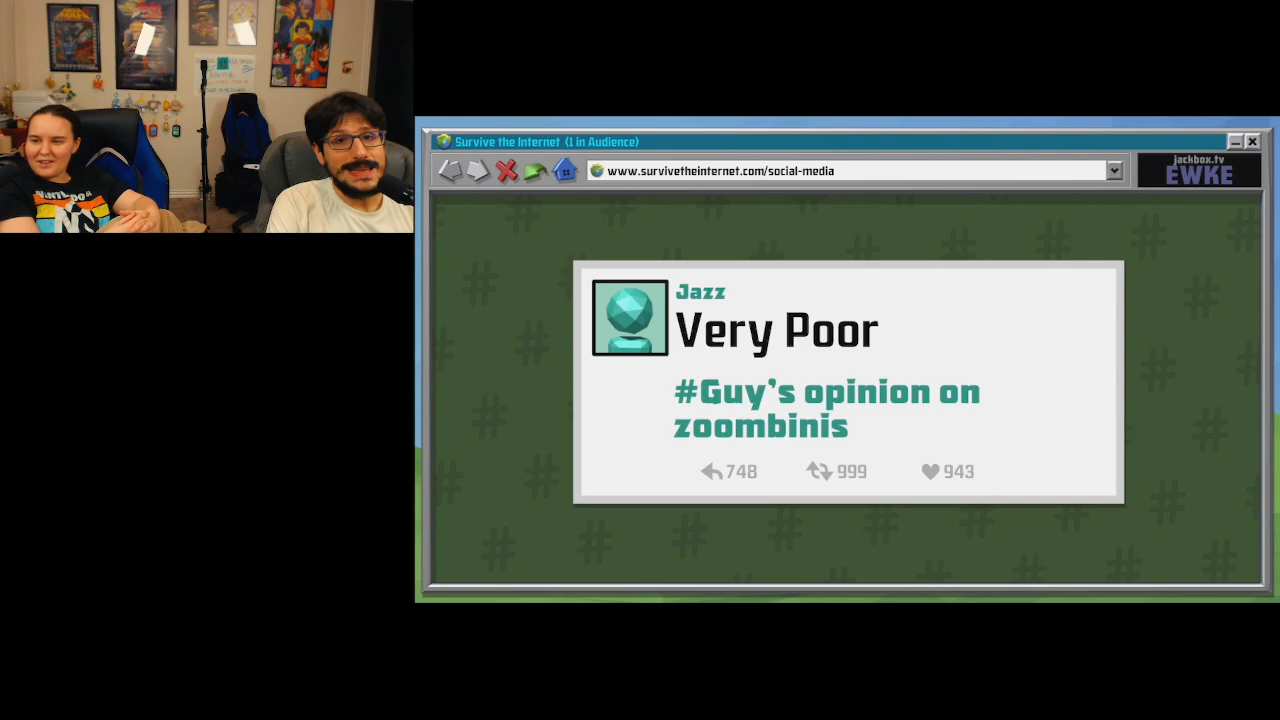 Survive the Internet (1 in Audience)
www.survivetheinternet.com/social-media
jackbox.tv
EWKE
Jazz
Very Poor
#Guy's opinion on
zoombinis
748 999 943